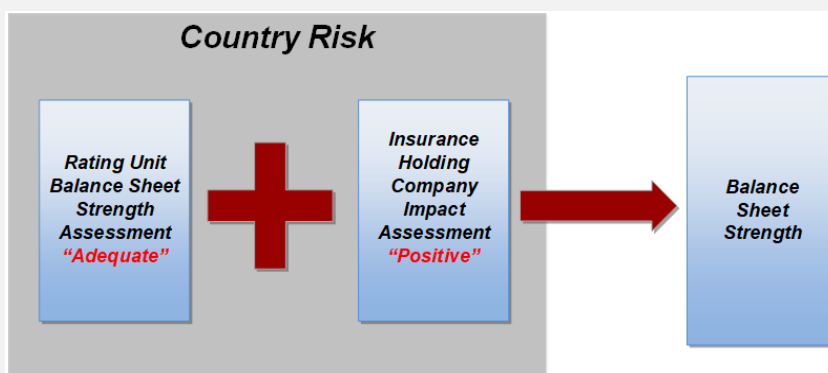 Country Risk
Rating Unit
Balance Sheet
Strength
Assessment
“Adequate”
Insurance
Holding
Company
Impact
Assessment
“Positive”
Balance
Sheet
Strength